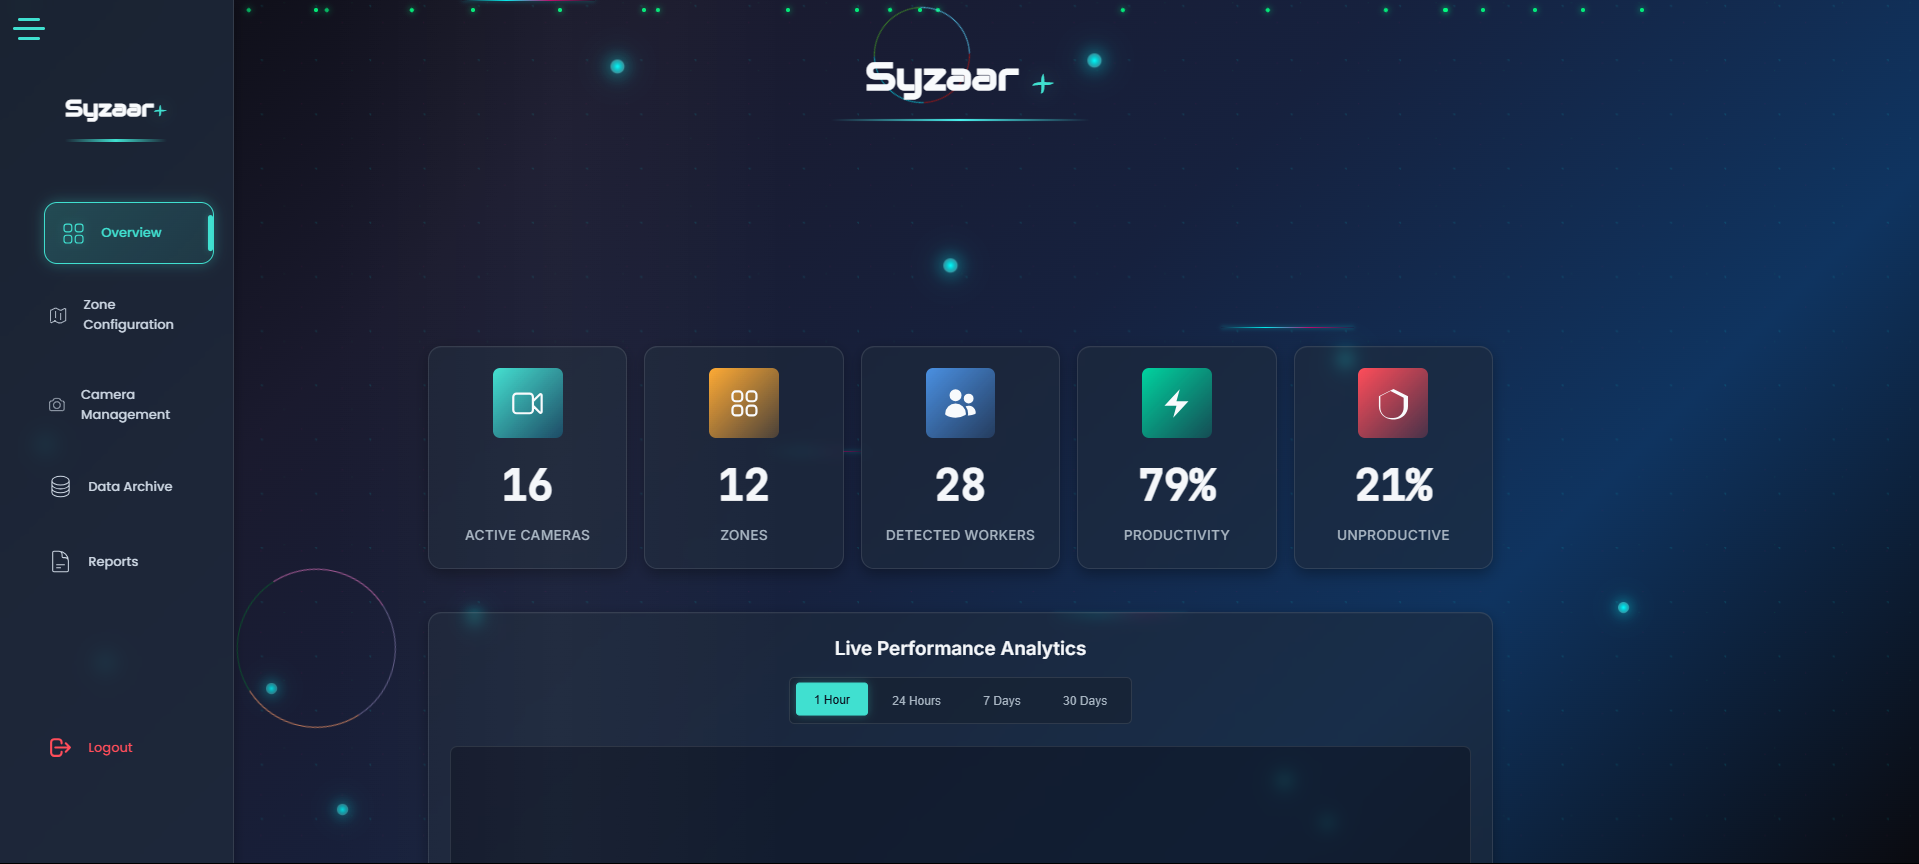 Syzaar
Syzaar
Overview
Zone
Configuration
Camera
Management
Data Archive
Reports
Logout
16
ACTIVE CAMERAS
12
ZONES
28
DETECTED WORKERS
79%
PRODUCTIVITY
21%
UNPRODUCTIVE
Live Performance Analytics
1 Hour
24 Hours
7 Days
30 Days